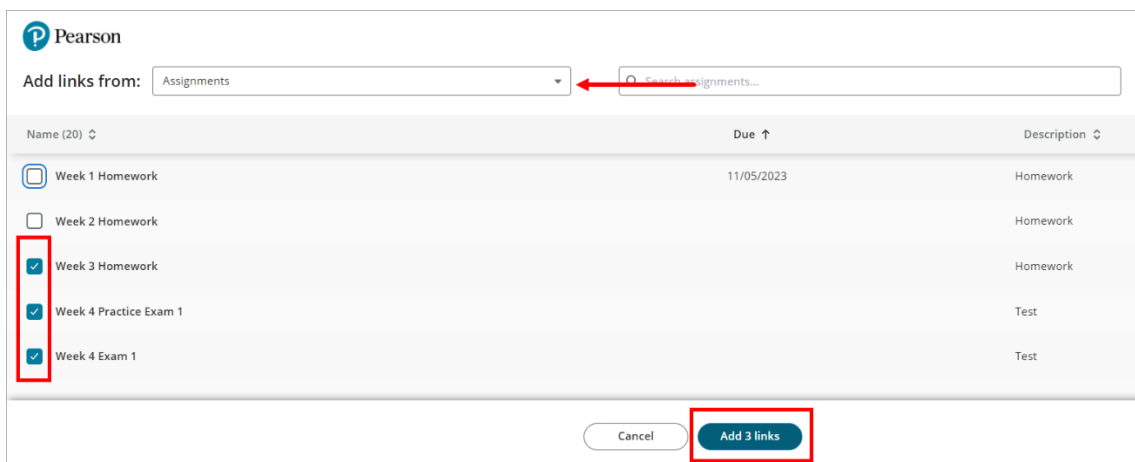 Pearson
Add links from: Assignments Search assignments...
Name (20) Due Description
Week 1 Homework 11/05/2023 Homework
Week 2 Homework Homework
Week 3 Homework Homework
Week 4 Practice Exam 1 Test
Week 4 Exam 1 Test
Cancel Add 3 links